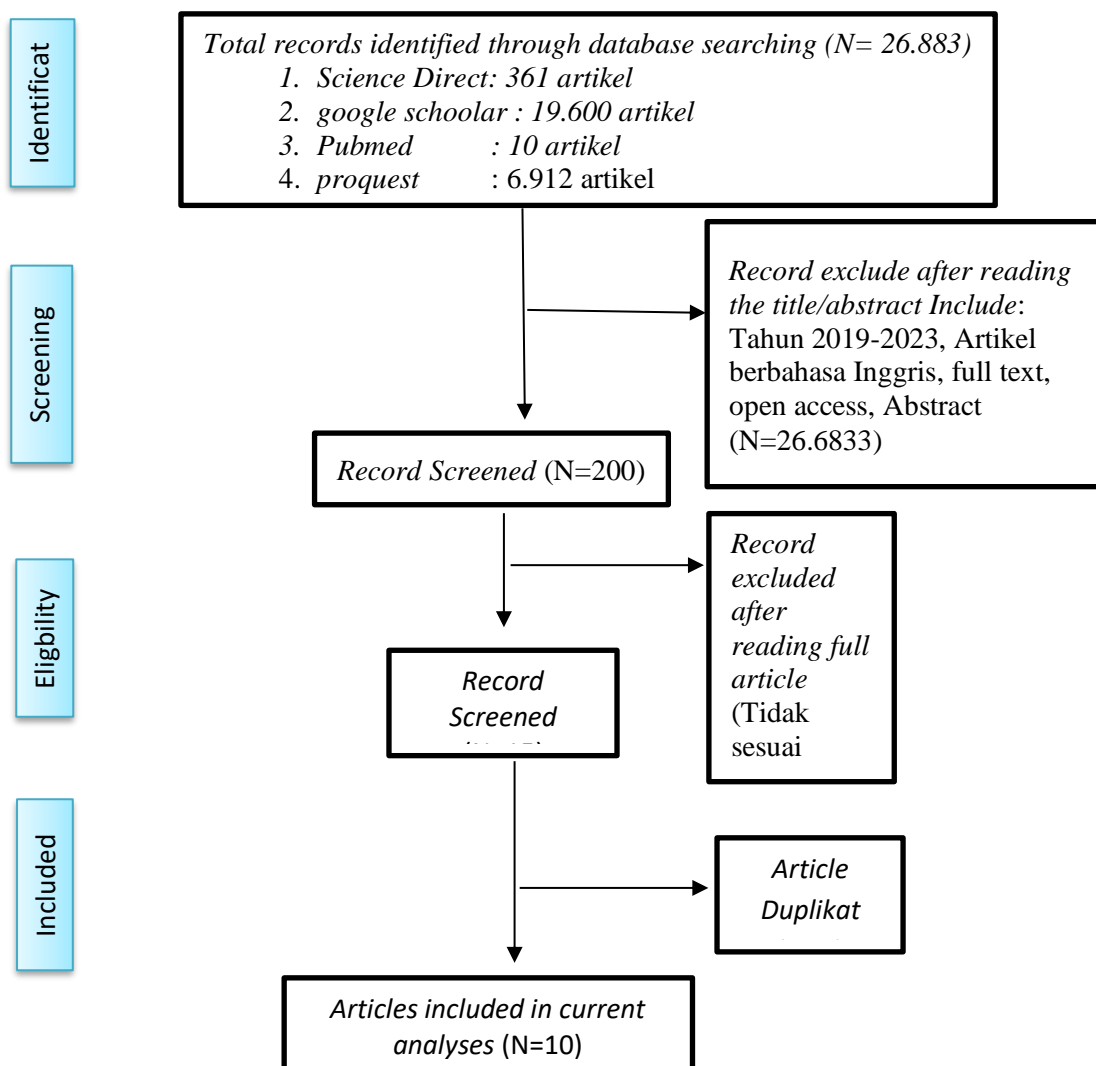 Identificat
Total records identified through database searching (N= 26.883)
1. Science Direct: 361 artikel
2. google schoolar : 19.600 artikel
3. Pubmed : 10 artikel
4. proquest : 6.912 artikel
Screening
Record exclude after reading
the title/abstract Include:
Tahun 2019-2023, Artikel
berbahasa Inggris, full text,
open access, Abstract
(N=26.6833)
Record Screened (N=200)
Eligbility
Record
excluded
after
reading full
article
(Tidak
sesuai
Record
Screened
Included
Article
Duplikat
Articles included in current
analyses (N=10)